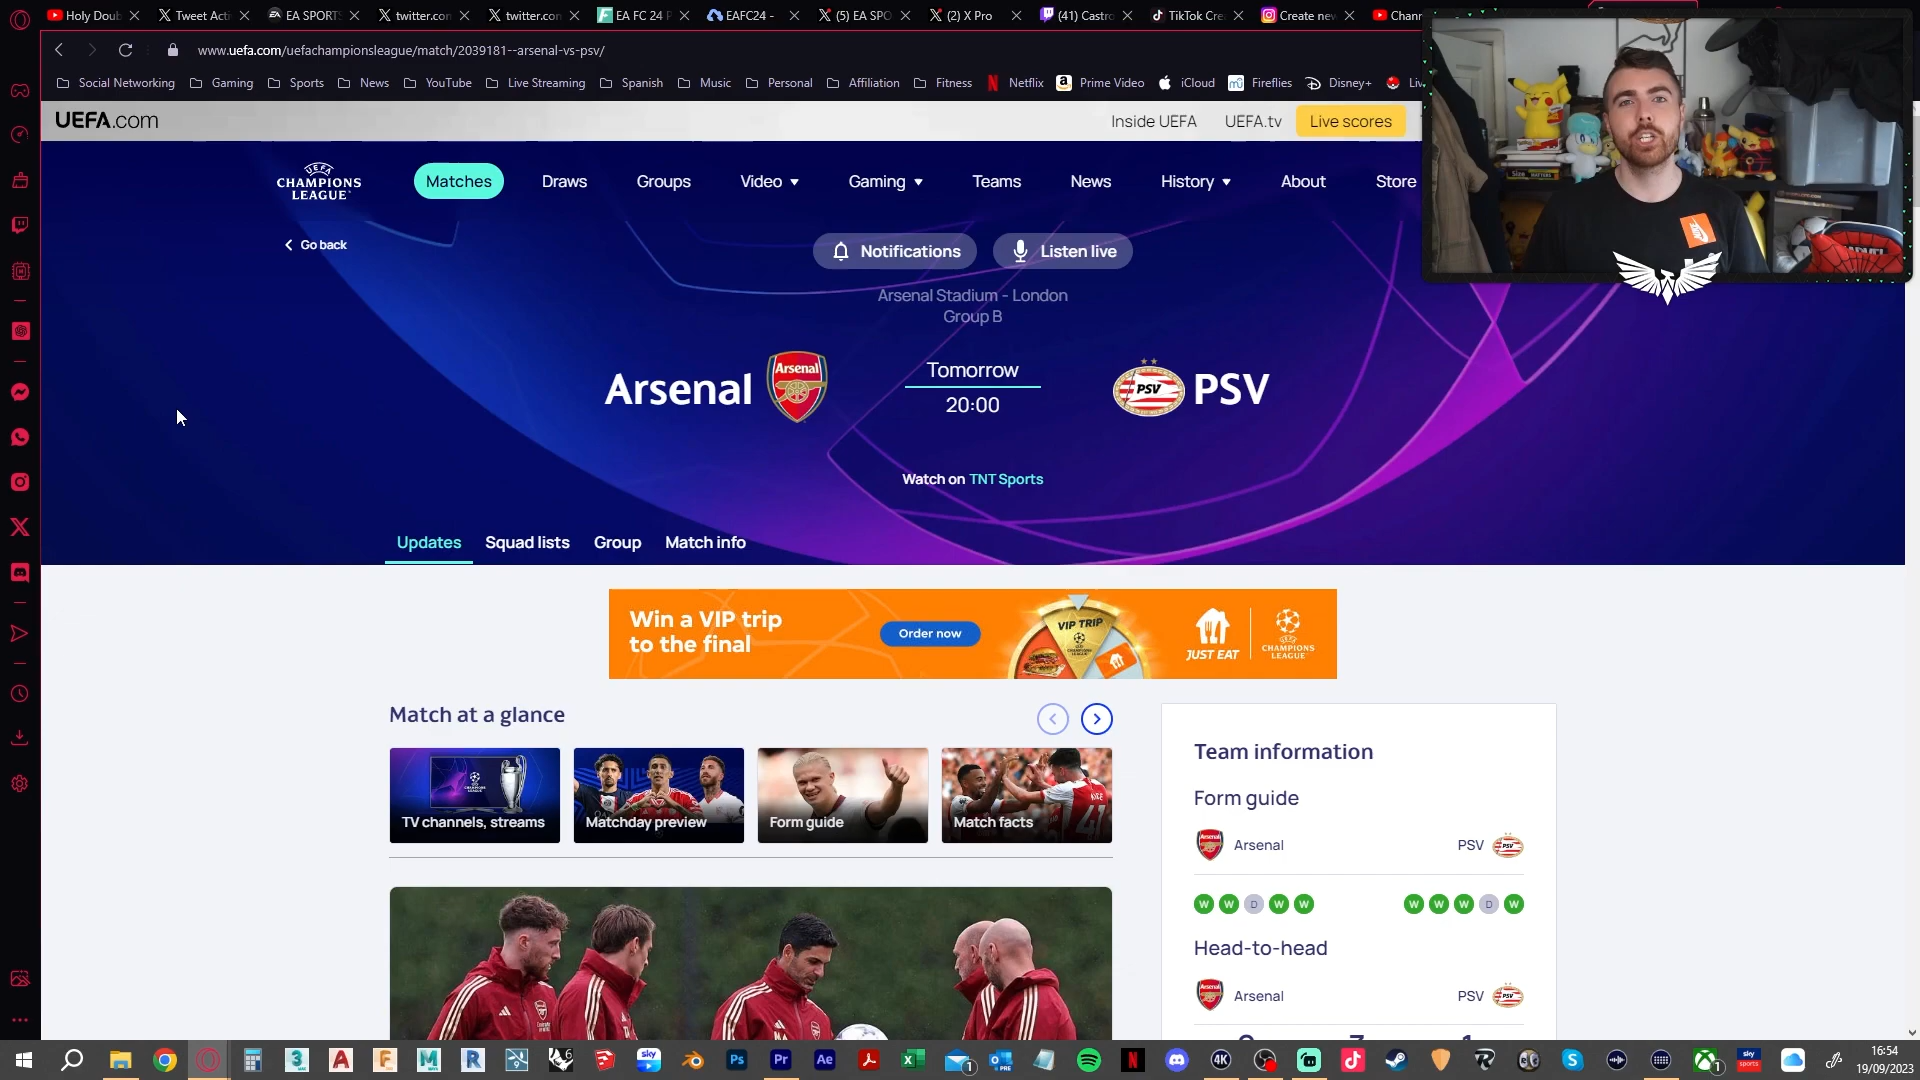 Holy Doub
Tweet Acti
EA SPORTS
twitter.con
twitter.con
EA FC 24 P
EAFC24 -
(5) EA SPO
(2) X Pro
(41) Castro
TikTok Cre
Create nev
Chann
www.uefa.com/uefachampionsleague/match/2039181--arsenal-vs-psv/
Social Networking
Gaming
Sports
News
YouTube
Live Streaming
Spanish
Music
Personal
Affiliation
Fitness
Netflix
Prime Video
iCloud
Fireflies
Disney+
Liv
UEFA.com
Inside UEFA
UEFA.tv
Live scores
UEFA
CHAMPIONS
LEAGUE
Matches
Draws
Groups
Video
Gaming
Teams
News
History
About
Store
Go back
Notifications
Listen live
Arsenal Stadium - London
Group B
Arsenal
Arsenal
Tomorrow
20:00
PSV
PSV
Watch on TNT Sports
Updates
Squad lists
Group
Match info
Win a VIP trip
to the final
Order now
VIP TRIP
JUST EAT
CHAMPIONS
LEAGUE
Match at a glance
TV channels, streams
Matchday preview
Form guide
Match facts
Team information
Form guide
Arsenal
PSV
W W D W W
W W W D W
Head-to-head
Arsenal
PSV
16:54
19/09/2023